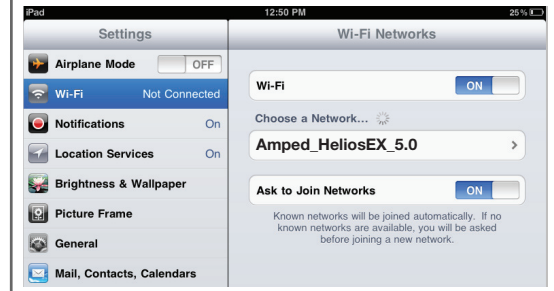 iPad 12:50 PM 25%
Settings
Wi-Fi Networks
Airplane Mode OFF
Wi-Fi Not Connected
Notifications On
Location Services On
Brightness & Wallpaper
Picture Frame
General
Mail, Contacts, Calendars
Wi-Fi ON
Choose a Network...
Amped_HeliosEX_5.0
Ask to Join Networks ON
Known networks will be joined automatically. If no
known networks are available, you will be asked
before joining a new network.